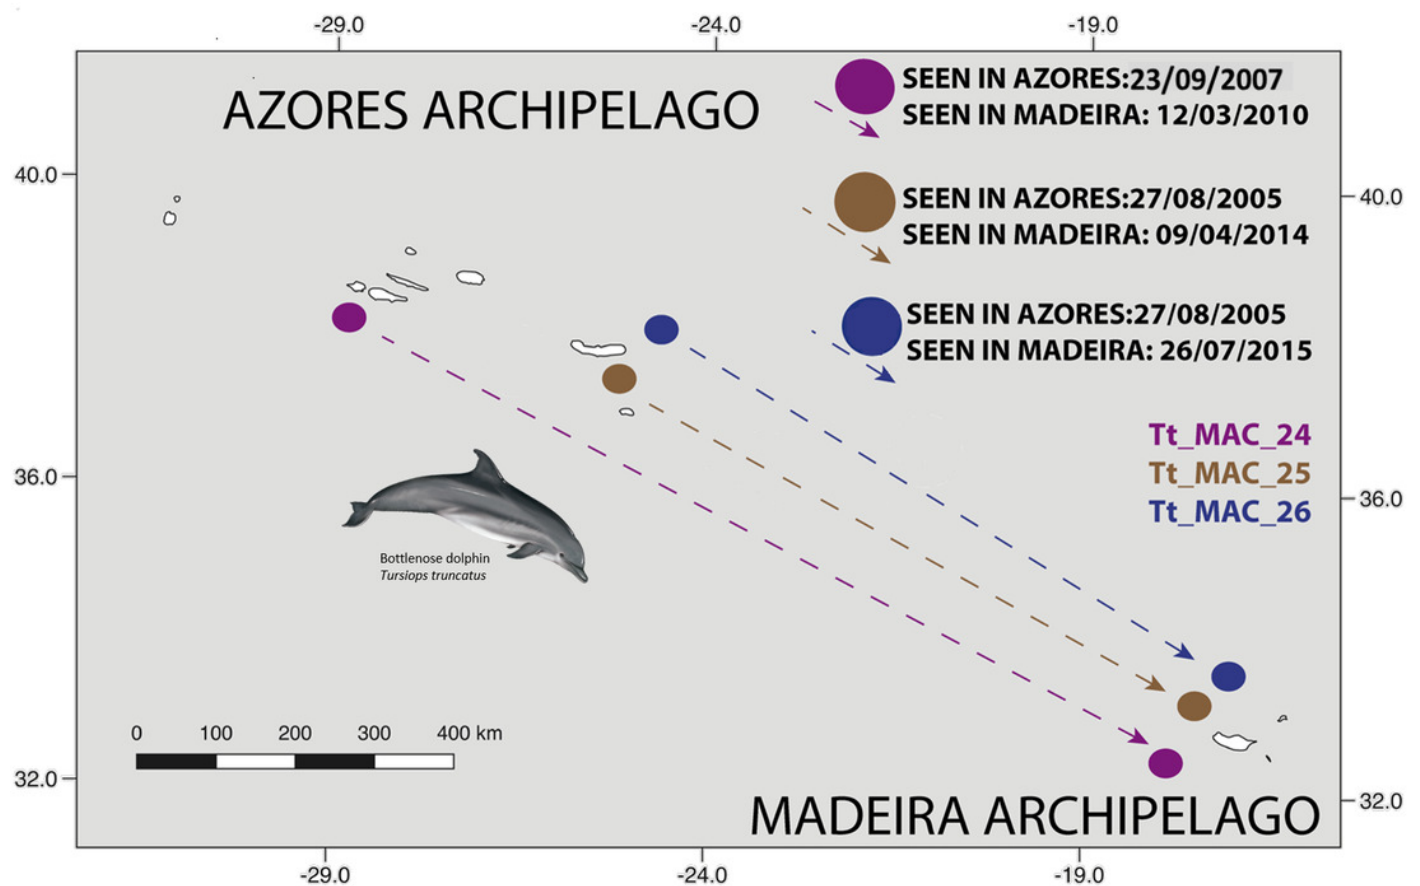 -29.0 -24.0 -19.0
AZORES ARCHIPELAGO
SEEN IN AZORES:23/09/2007
SEEN IN MADEIRA: 12/03/2010
40.0
40.0
SEEN IN AZORES:27/08/2005
SEEN IN MADEIRA: 09/04/2014
SEEN IN AZORES:27/08/2005
SEEN IN MADEIRA: 26/07/2015
Tt_MAC_24
Tt_MAC_25
Tt_MAC_26
36.0
36.0
Bottlenose dolphin
Tursiops truncatus
0 100 200 300 400 km
32.0
32.0
MADEIRA ARCHIPELAGO
-29.0 -24.0 -19.0